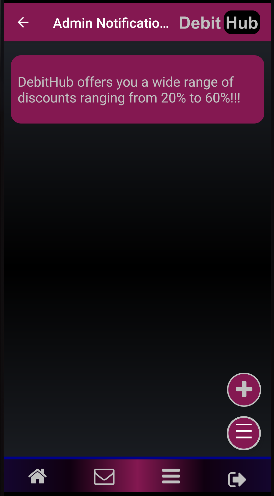 Admin Notificatio... Debit Hub
DebitHub offers you a wide range of
discounts ranging from 20% to 60%!!!